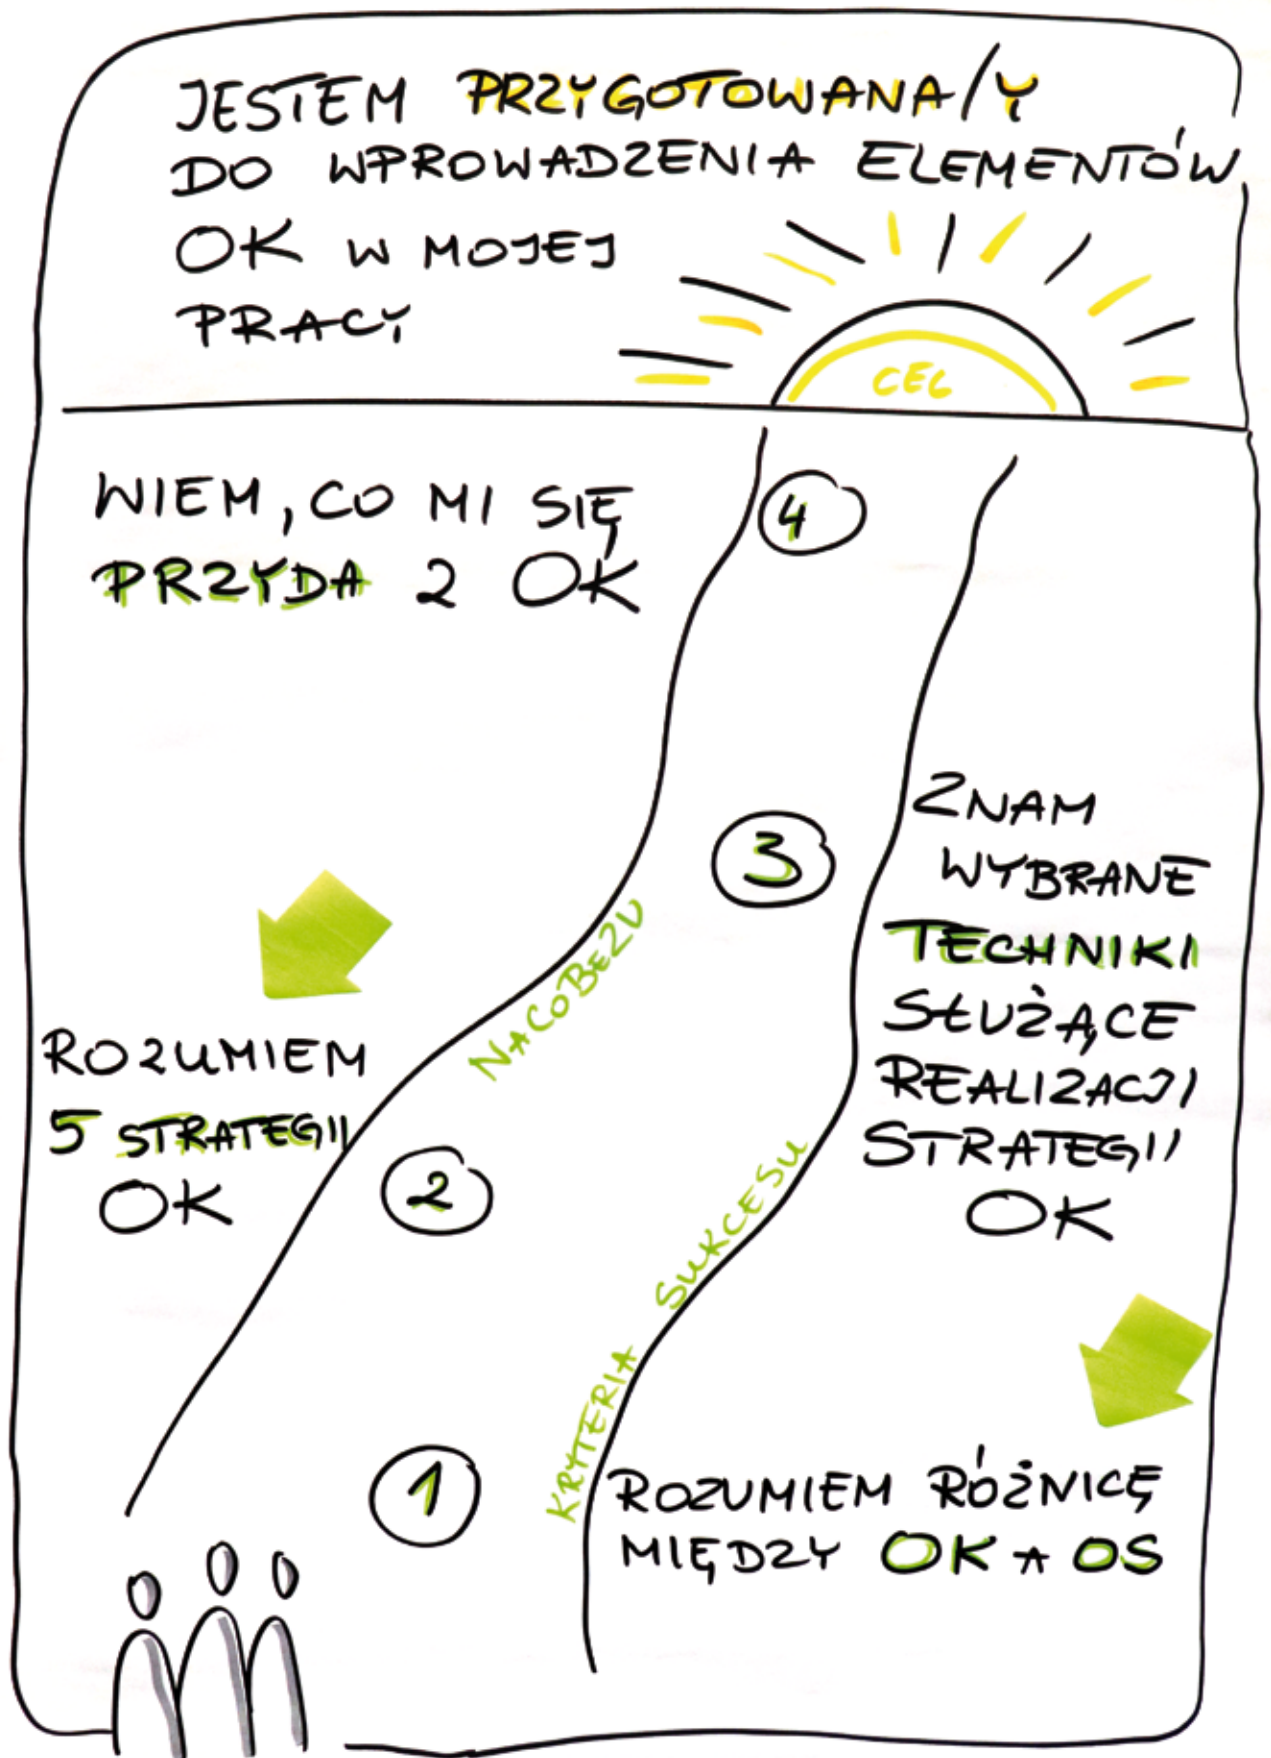 JESTEM PRZYGOTOWANA/Y
DO WPROWADZENIA ELEMENTÓW
OK W MOJEJ
PRACY
CEL
WIEM, CO MI SIĘ
PRZYDA Z OK
4
3
ZNAM
WYBRANE
TECHNIKI
SŁUŻĄCE
REALIZACJI
STRATEGII
OK
NACOBEZU
ROZUMIEM
5 STRATEGII
OK
2
KRYTERIA SUKCESU
1
ROZUMIEM RÓŻNICĘ
MIĘDZY OK A OS